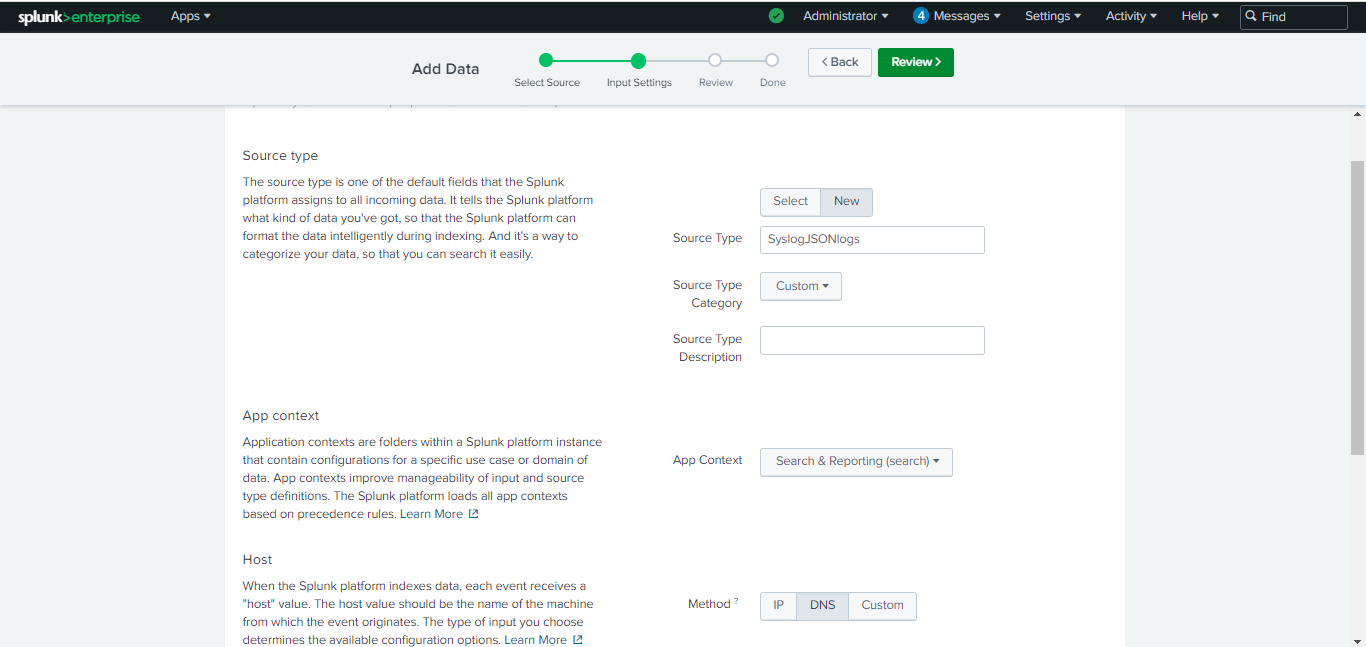 splunk>enterprise Apps Administrator 4 Messages Settings Activity Help Find
Add Data
Select Source Input Settings Review Done
< Back Review >
Source type
The source type is one of the default fields that the Splunk
platform assigns to all incoming data. It tells the Splunk platform
what kind of data you've got, so that the Splunk platform can
format the data intelligently during indexing. And it's a way to
categorize your data, so that you can search it easily.
Select New
Source Type SyslogJSONlogs
Source Type
Category
Custom
Source Type
Description
App context
Application contexts are folders within a Splunk platform instance
that contain configurations for a specific use case or domain of
data. App contexts improve manageability of input and source
type definitions. The Splunk platform loads all app contexts
based on precedence rules. Learn More
App Context Search & Reporting (search)
Host
When the Splunk platform indexes data, each event receives a
"host" value. The host value should be the name of the machine
from which the event originates. The type of input you choose
determines the available configuration options. Learn More
Method ? IP DNS Custom